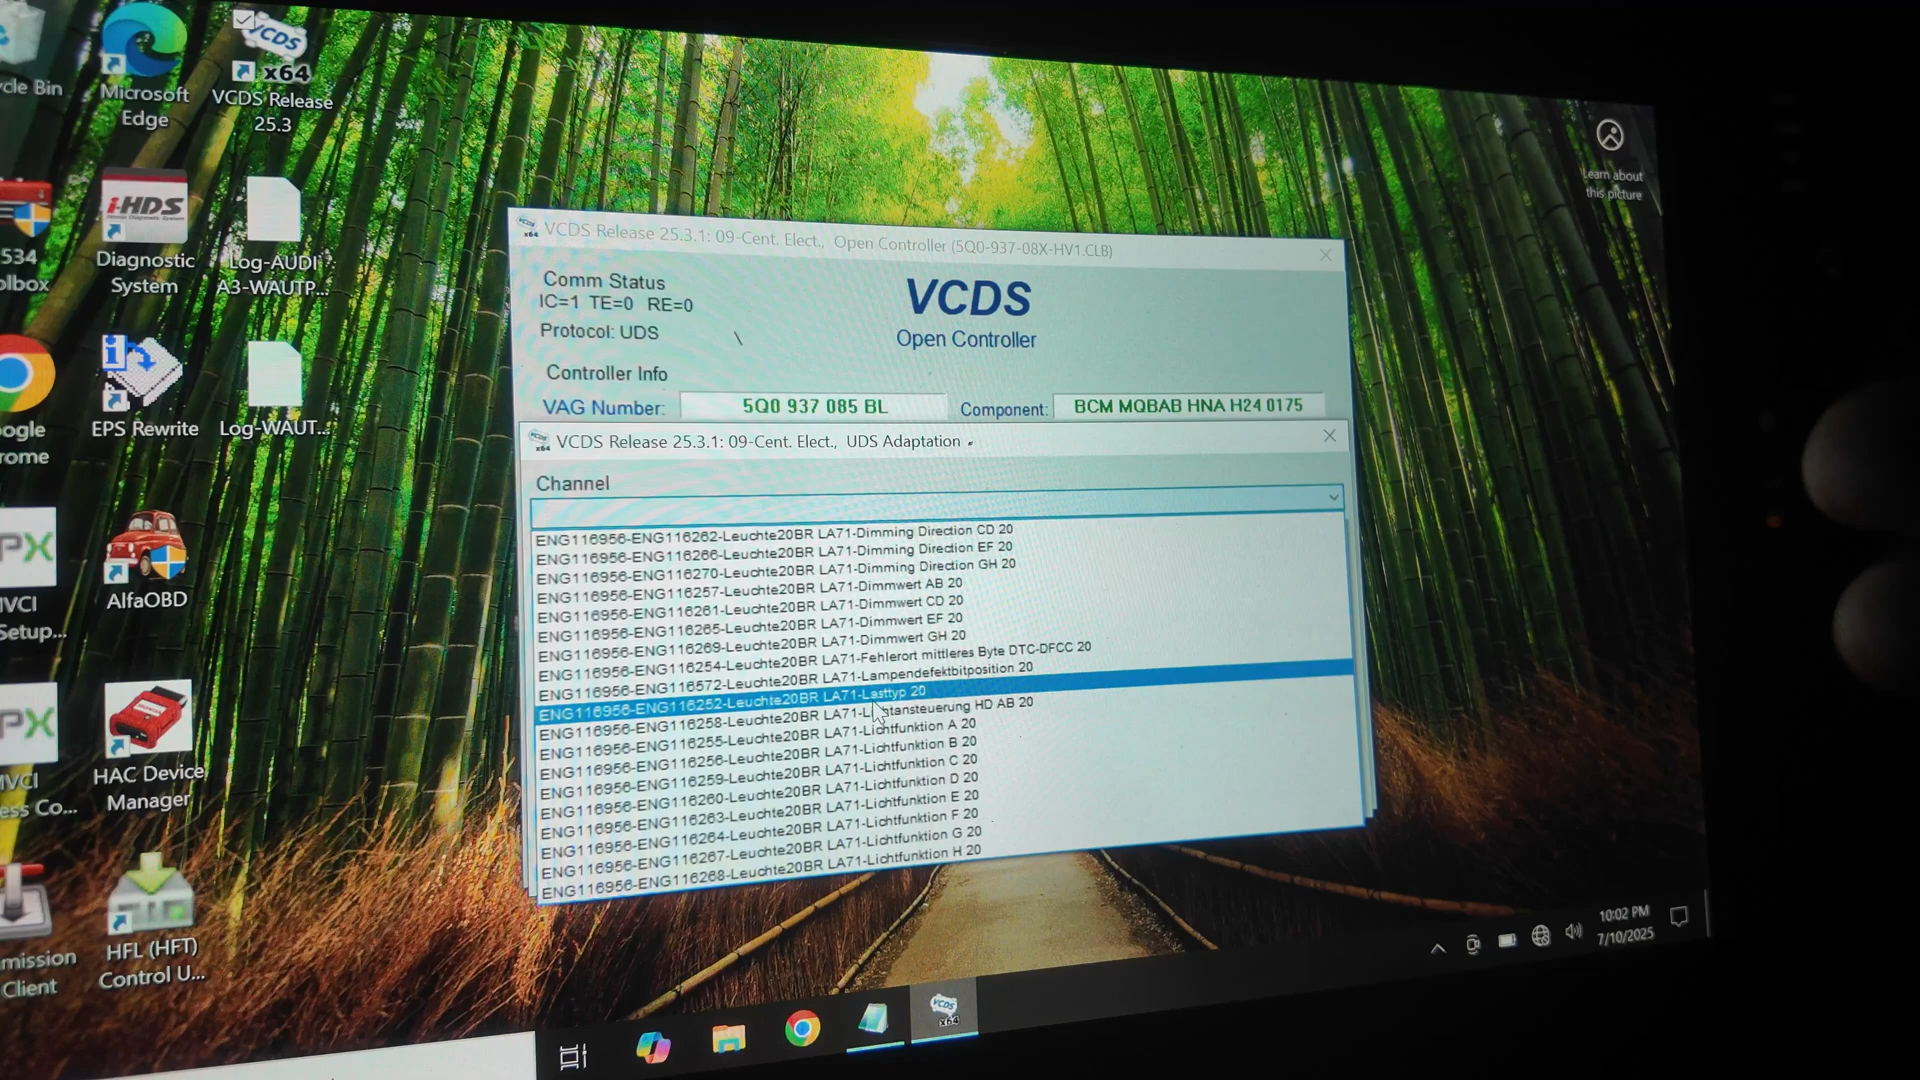 cle Bin
Microsoft
Edge
VCDS
x64
VCDS Release
25.3
534
olbox
i-HDS
Diagnostic
System
Log-AUDI
A3-WAUTP...
ogle
rome
EPS Rewrite
Log-WAUT...
PX
IVCI
Setup...
AlfaOBD
PX
MVCI
ess Co...
HAC Device
Manager
mission
Client
HFL (HFT)
Control U...
Learn about
this picture
VCDS Release 25.3.1: 09-Cent. Elect., Open Controller (5Q0-937-08X-HV1.CLB)
Comm Status
IC=1 TE=0 RE=0
Protocol: UDS
\
VCDS
Open Controller
Controller Info
VAG Number:
5Q0 937 085 BL
Component:
BCM MQBAB HNA H24 0175
VCDS Release 25.3.1: 09-Cent. Elect., UDS Adaptation
Channel
ENG116956-ENG116262-Leuchte20BR LA71-Dimming Direction CD 20
ENG116956-ENG116266-Leuchte20BR LA71-Dimming Direction EF 20
ENG116956-ENG116270-Leuchte20BR LA71-Dimming Direction GH 20
ENG116956-ENG116257-Leuchte20BR LA71-Dimmwert AB 20
ENG116956-ENG116261-Leuchte20BR LA71-Dimmwert CD 20
ENG116956-ENG116265-Leuchte20BR LA71-Dimmwert EF 20
ENG116956-ENG116269-Leuchte20BR LA71-Dimmwert GH 20
ENG116956-ENG116254-Leuchte20BR LA71-Fehlerort mittleres Byte DTC-DFCC 20
ENG116956-ENG116572-Leuchte20BR LA71-Lampendefektbitposition 20
ENG116956-ENG116252-Leuchte20BR LA71-Lasttyp 20
ENG116956-ENG116258-Leuchte20BR LA71-Lichtansteuerung HD AB 20
ENG116956-ENG116255-Leuchte20BR LA71-Lichtfunktion A 20
ENG116956-ENG116256-Leuchte20BR LA71-Lichtfunktion B 20
ENG116956-ENG116259-Leuchte20BR LA71-Lichtfunktion C 20
ENG116956-ENG116260-Leuchte20BR LA71-Lichtfunktion D 20
ENG116956-ENG116263-Leuchte20BR LA71-Lichtfunktion E 20
ENG116956-ENG116264-Leuchte20BR LA71-Lichtfunktion F 20
ENG116956-ENG116267-Leuchte20BR LA71-Lichtfunktion G 20
ENG116956-ENG116268-Leuchte20BR LA71-Lichtfunktion H 20
10:02 PM
7/10/2025
VCDS
x64